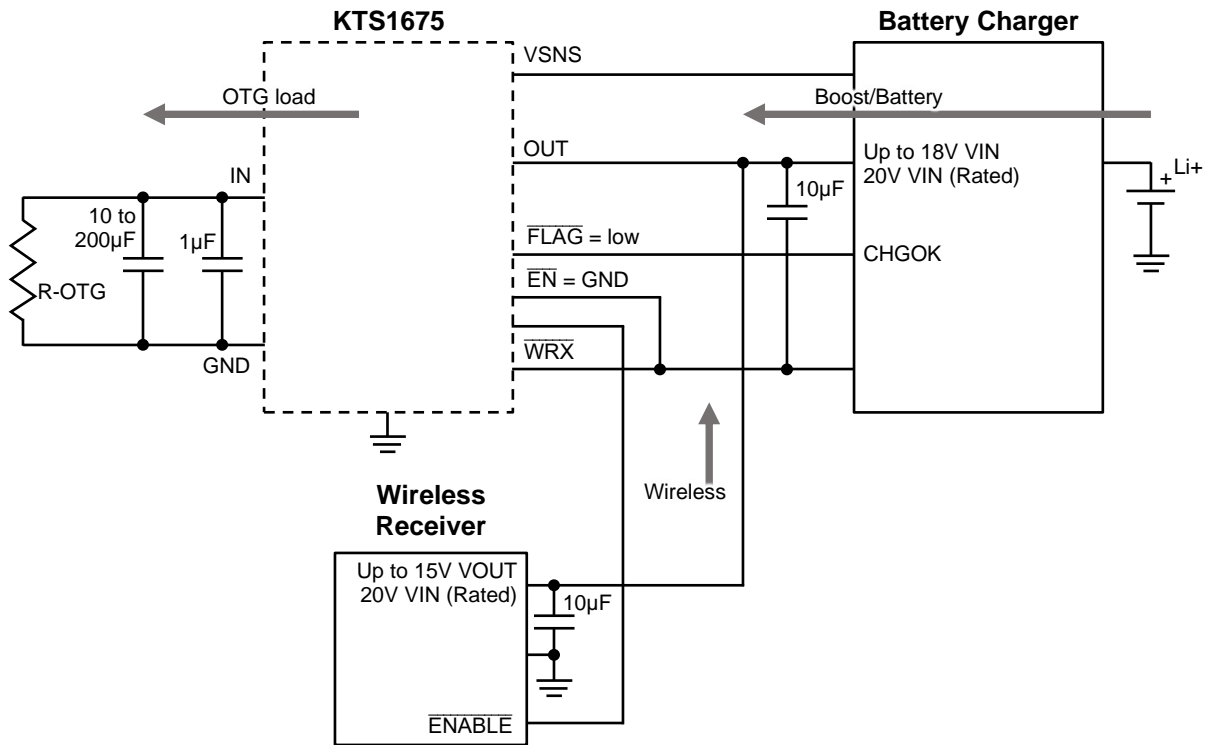 KTS1675
Battery Charger
VSNS
OTG load
Boost/Battery
OUT
Up to 18V VIN
20V VIN (Rated)
+
Li+
IN
10µF
10 to
200µF
1µF
FLAG = low
CHGOK
R-OTG
EN = GND
WRX
GND
Wireless
Wireless
Receiver
Up to 15V VOUT
20V VIN (Rated)
10µF
ENABLE